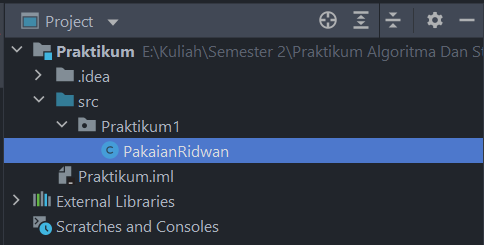 Project
Praktikum E:\Kuliah\Semester 2\Praktikum Algoritma Dan St
.idea
src
Praktikum1
PakaianRidwan
Praktikum.iml
External Libraries
Scratches and Consoles